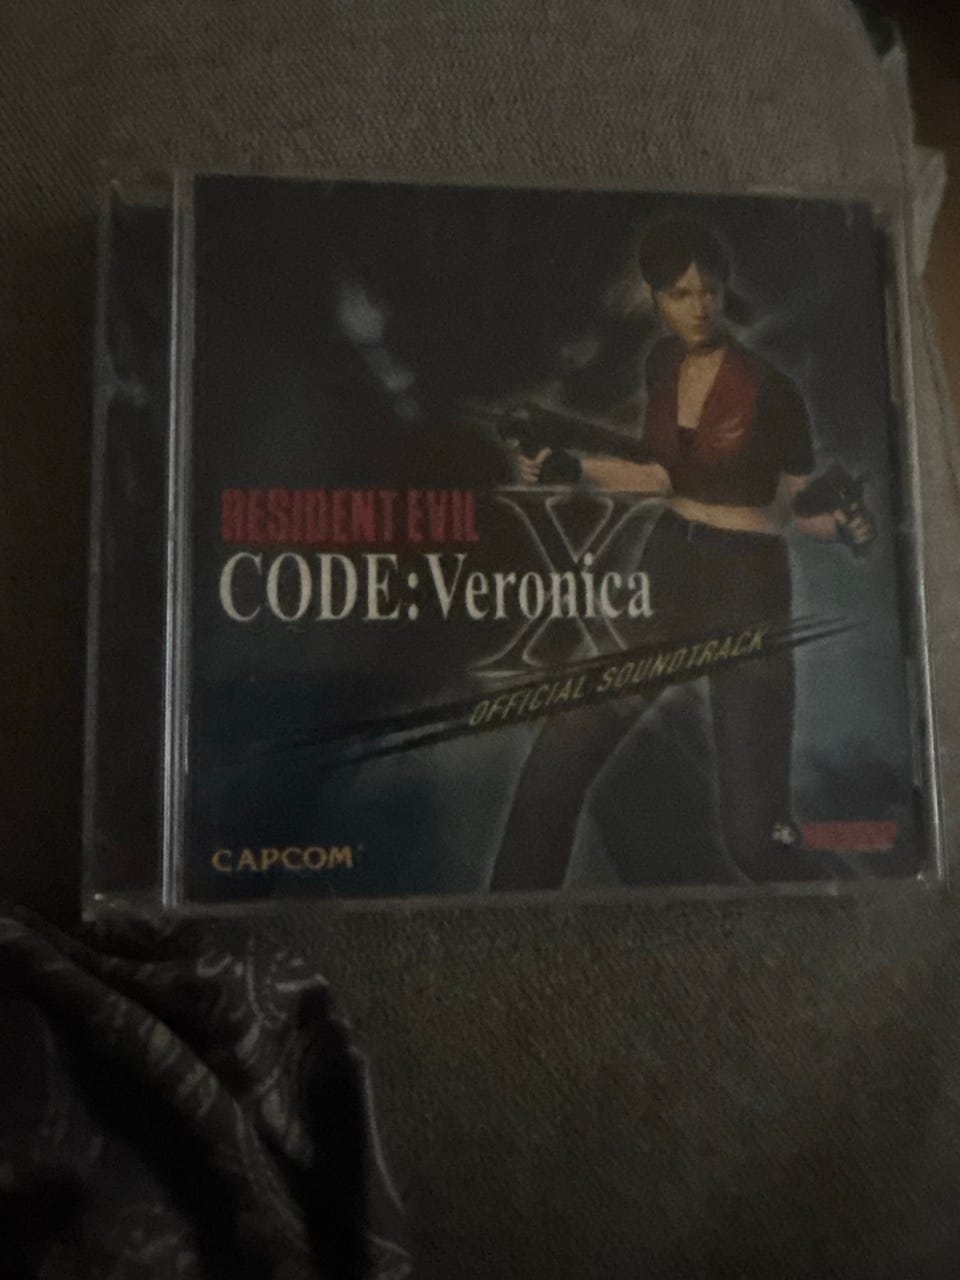 RESIDENT EVIL
X
CODE:Veronica
OFFICIAL SOUNDTRACK
CAPCOM